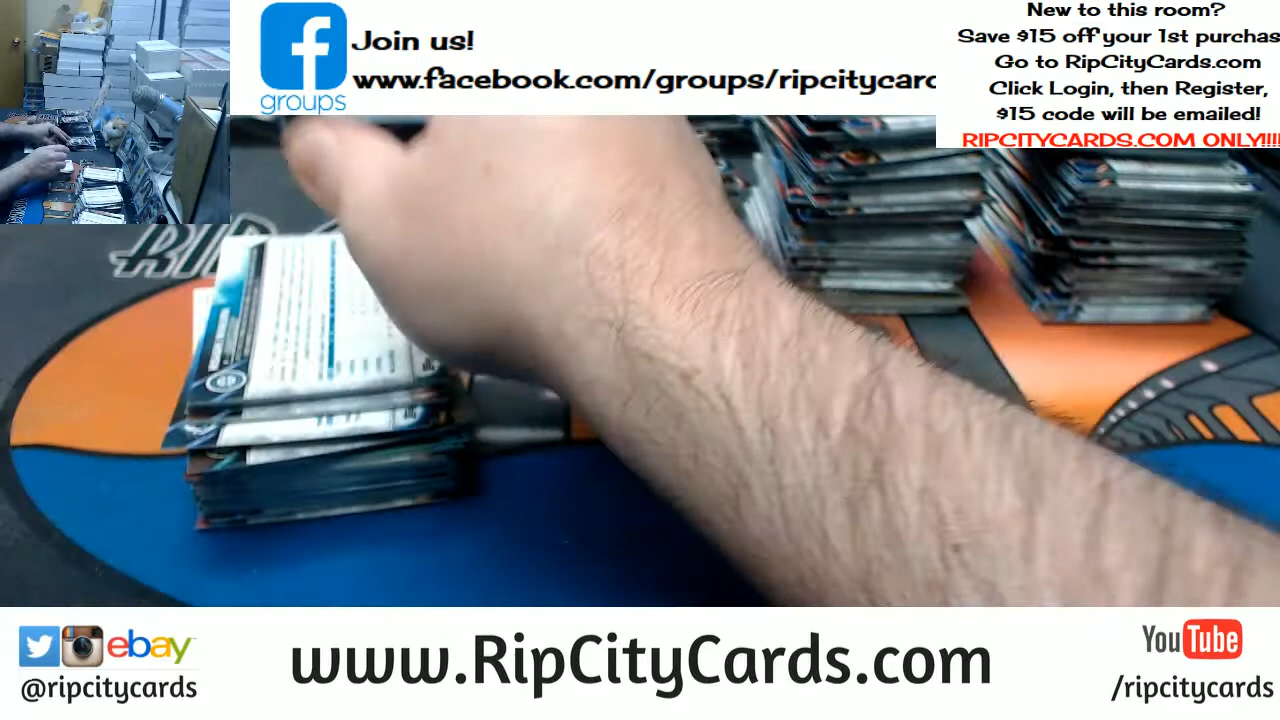 groups
Join us!
www.facebook.com/groups/ripcitycarc
New to this room?
Save $15 off your 1st purchas
Go to RipCityCards.com
Click Login, then Register,
$15 code will be emailed!
RIPCITYCARDS.COM ONLY!!!!
RIP
ebay
@ripcitycards
www.RipCityCards.com
YouTube
/ripcitycards